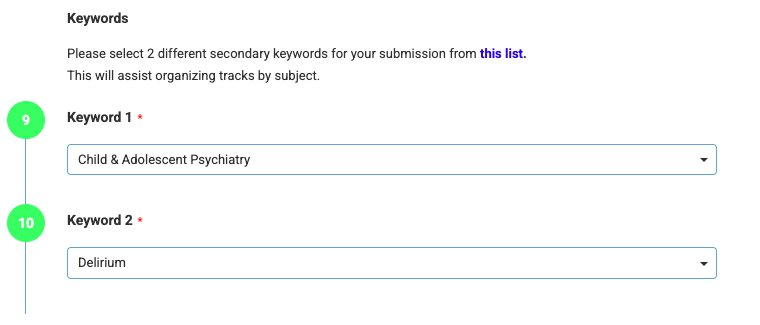 Keywords
Please select 2 different secondary keywords for your submission from this list.
This will assist organizing tracks by subject.
9
Keyword 1 *
Child & Adolescent Psychiatry
10
Keyword 2 *
Delirium